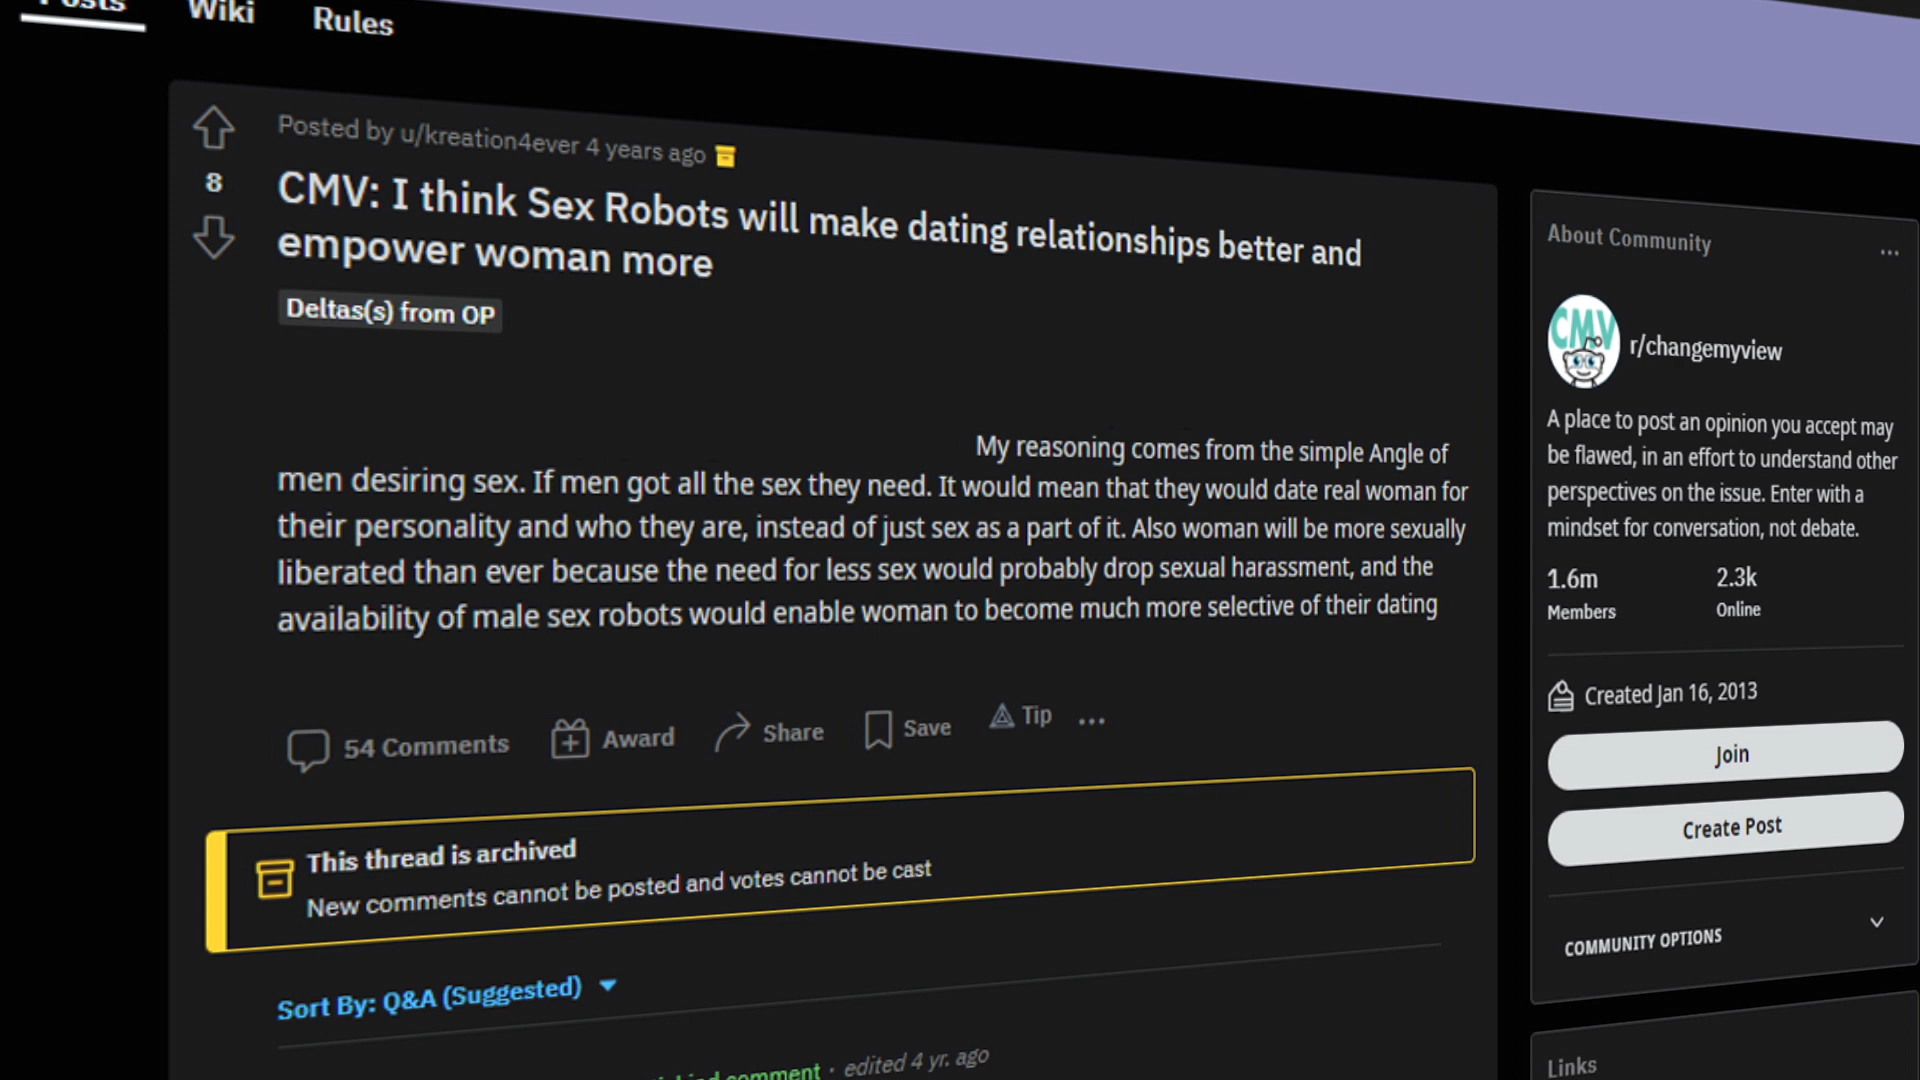 Posts Wiki Rules
Posted by u/kreation4ever 4 years ago
8
CMV: I think Sex Robots will make dating relationships better and
empower woman more
Deltas(s) from OP
My reasoning comes from the simple Angle of
men desiring sex. If men got all the sex they need. It would mean that they would date real woman for
their personality and who they are, instead of just sex as a part of it. Also woman will be more sexually
liberated than ever because the need for less sex would probably drop sexual harassment, and the
availability of male sex robots would enable woman to become much more selective of their dating
54 Comments Award Share Save Tip ...
This thread is archived
New comments cannot be posted and votes cannot be cast
Sort By: Q&A (Suggested)
comment · edited 4 yr. ago
About Community ...
CMV
r/changemyview
A place to post an opinion you accept may
be flawed, in an effort to understand other
perspectives on the issue. Enter with a
mindset for conversation, not debate.
1.6m 2.3k
Members Online
Created Jan 16, 2013
Join
Create Post
COMMUNITY OPTIONS
Links